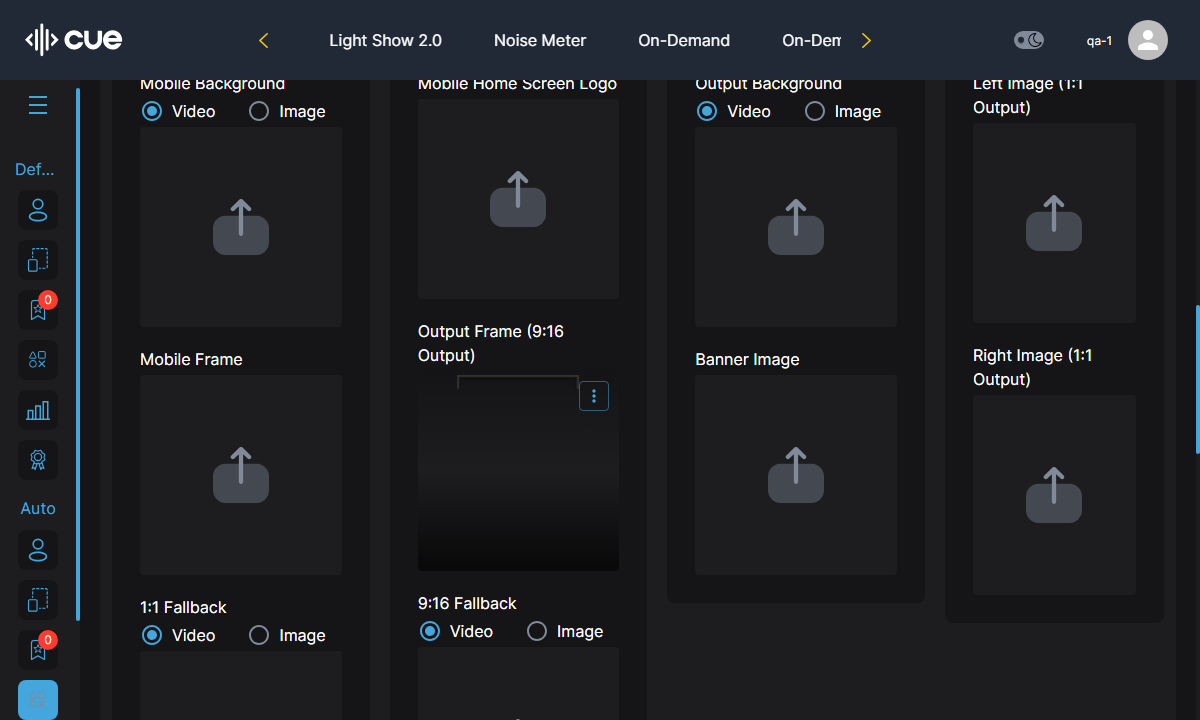 cue
Light Show 2.0
Noise Meter
On-Demand
On-Dem
qa-1
Def...
0
Auto
0
Mobile Background
Video
Image
Mobile Frame
1:1 Fallback
Video
Image
Mobile Home Screen Logo
Output Frame (9:16
Output)
9:16 Fallback
Video
Image
Output Background
Video
Image
Banner Image
Left Image (1:1
Output)
Right Image (1:1
Output)